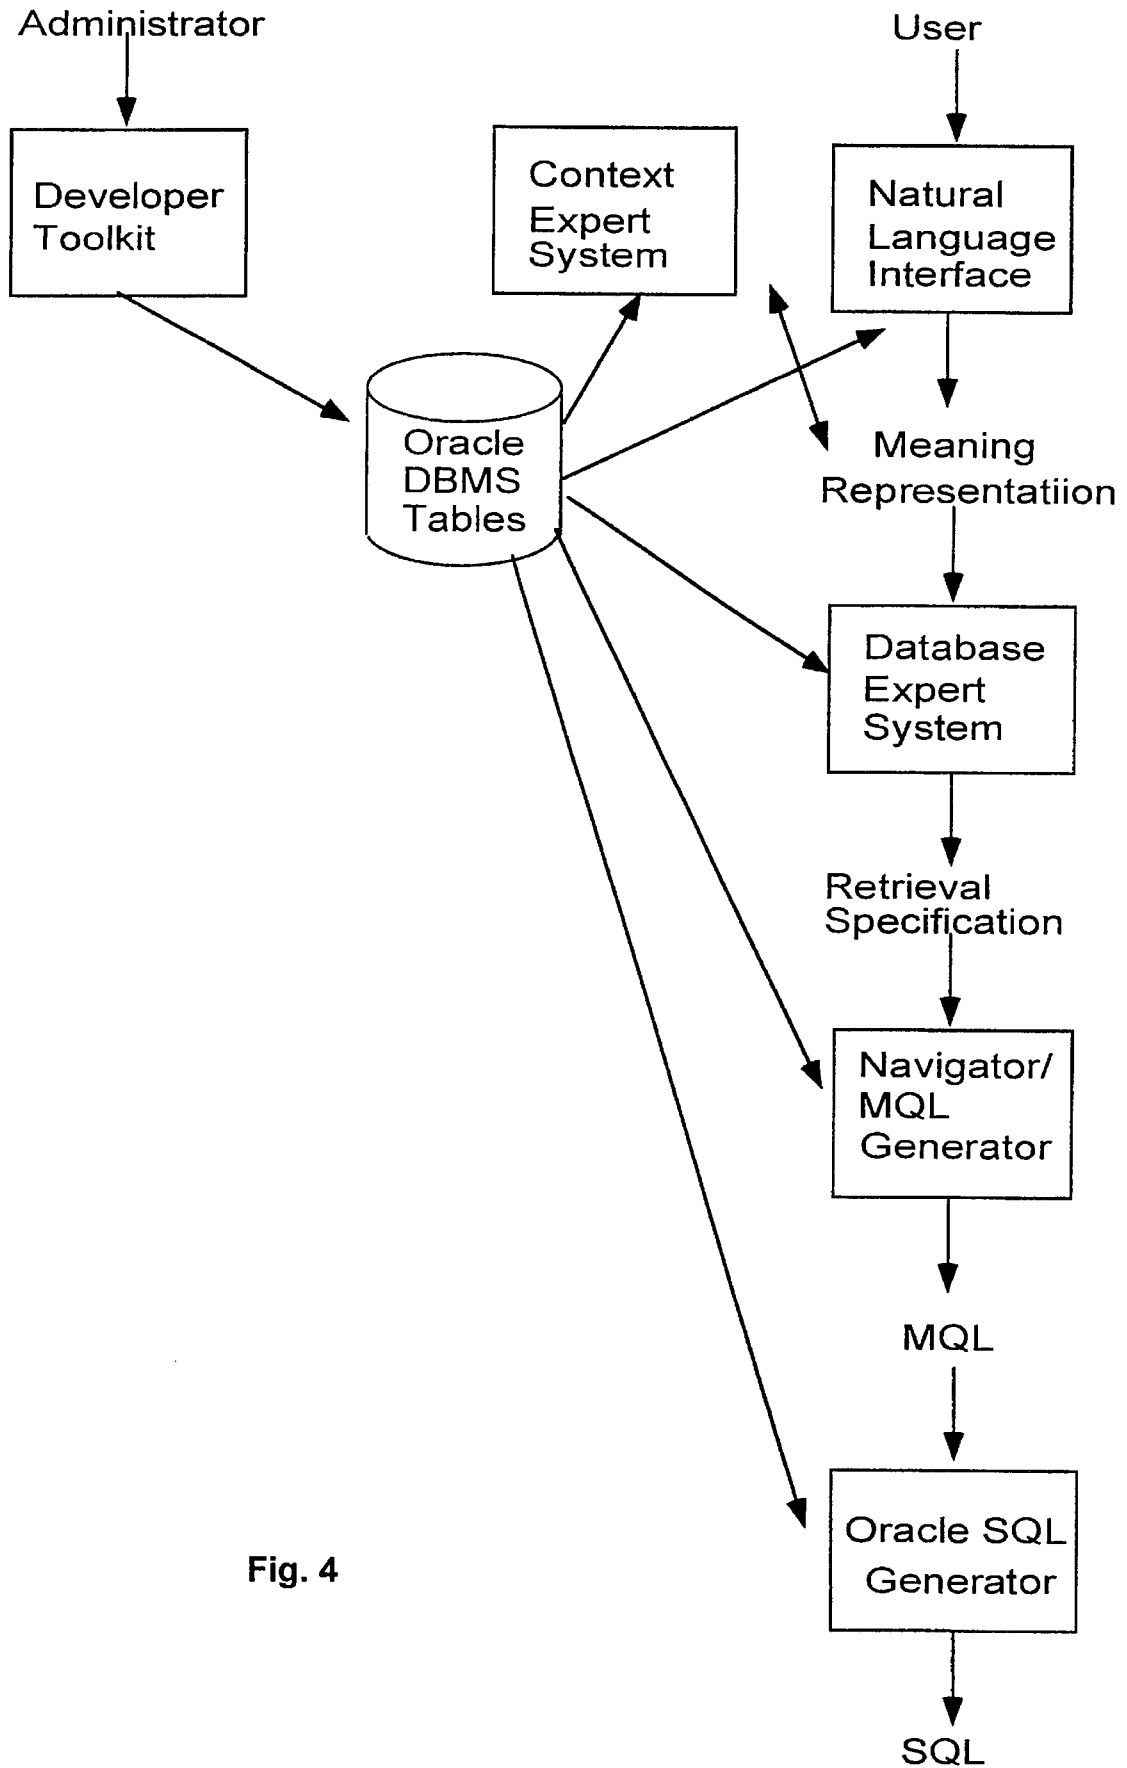 Administrator
User
Developer
Toolkit
Context
Expert
System
Natural
Language
Interface
Oracle
DBMS
Tables
Meaning
Representatiion
Database
Expert
System
Retrieval
Specification
Navigator/
MQL
Generator
MQL
Oracle SQL
Generator
Fig. 4
SQL